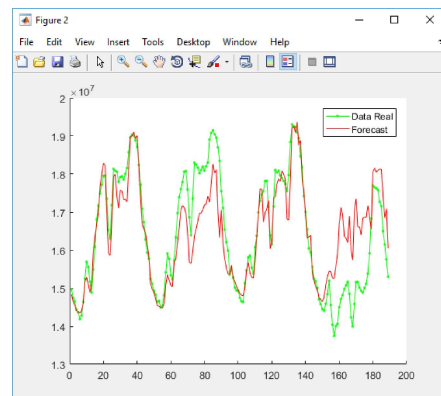 Figure 2
File Edit View Insert Tools Desktop Window Help
×10⁷
2
1.9
1.8
1.7
1.6
1.5
1.4
1.3
0 20 40 60 80 100 120 140 160 180 200
Data Real
Forecast